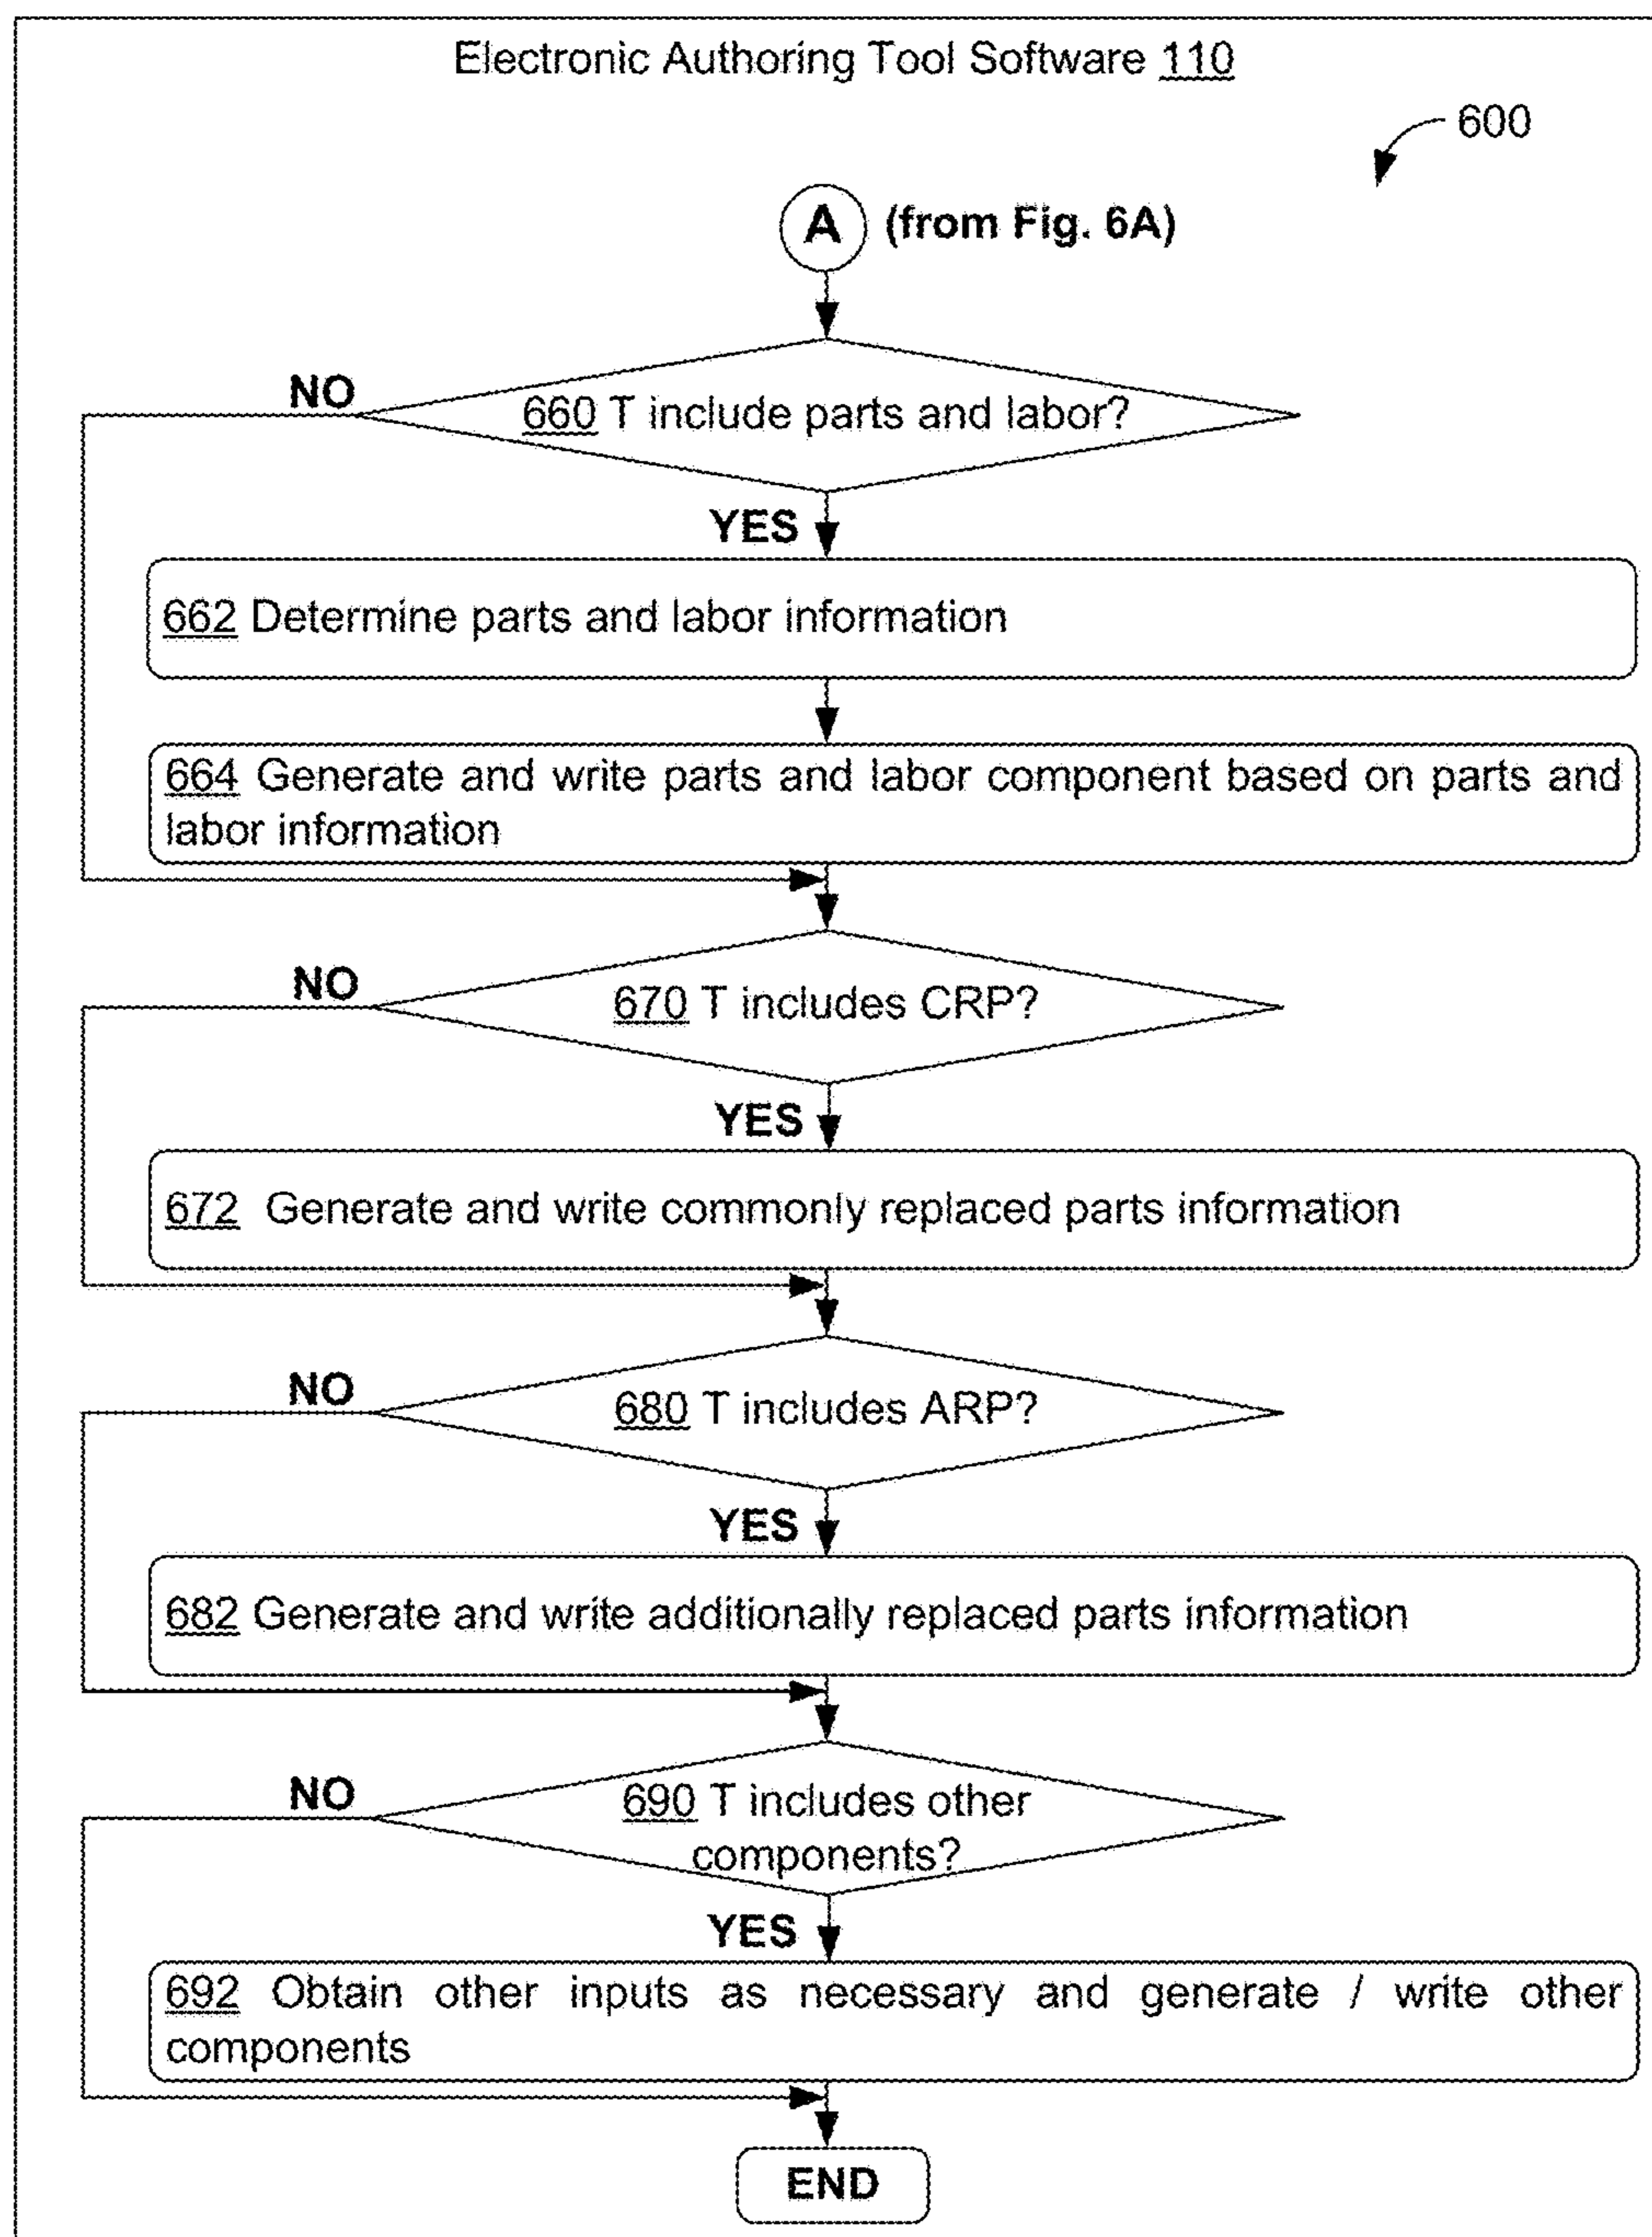 Electronic Authoring Tool Software 110
600
A (from Fig. 6A)
NO
660 T include parts and labor?
YES
662 Determine parts and labor information
664 Generate and write parts and labor component based on parts and
labor information
NO
670 T includes CRP?
YES
672 Generate and write commonly replaced parts information
NO
680 T includes ARP?
YES
682 Generate and write additionally replaced parts information
NO
690 T includes other
components?
YES
692 Obtain other inputs as necessary and generate / write other
components
END